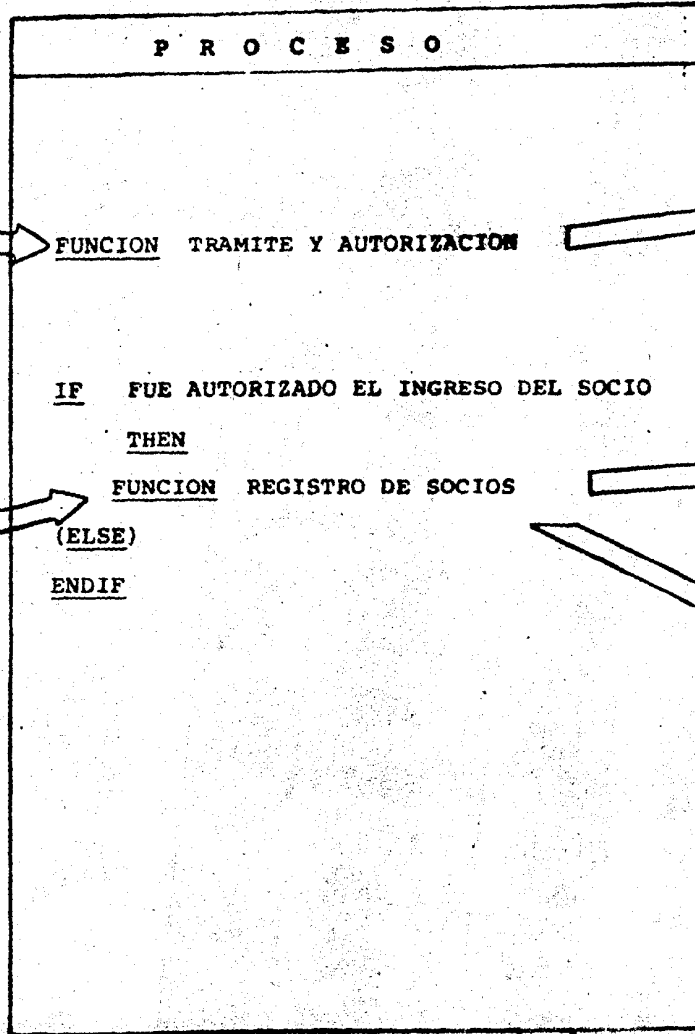 P R O C E S O
FUNCION TRAMITE Y AUTORIZACION
IF FUE AUTORIZADO EL INGRESO DEL SOCIO
THEN
FUNCION REGISTRO DE SOCIOS
(ELSE)
ENDIF